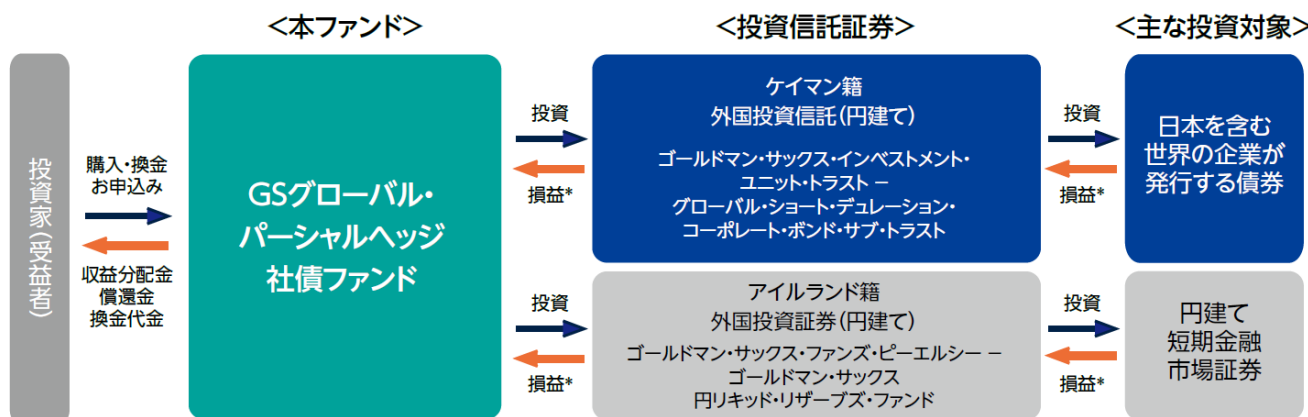 <本ファンド>
<投資信託証券>
<主な投資対象>
投資家(受益者)
購入・換金
お申込み
収益分配金
償還金
換金代金
GSグローバル・
パーシャルヘッジ
社債ファンド
投資
損益*
ケイマン籍
外国投資信託(円建て)
ゴールドマン・サックス・インベストメント・
ユニット・トラスト −
グローバル・ショート・デュレーション・
コーポレート・ボンド・サブ・トラスト
投資
損益*
日本を含む
世界の企業が
発行する債券
投資
損益*
アイルランド籍
外国投資証券(円建て)
ゴールドマン・サックス・ファンズ・ピーエルシー −
ゴールドマン・サックス
円リキッド・リザーブズ・ファンド
投資
損益*
円建て
短期金融
市場証券